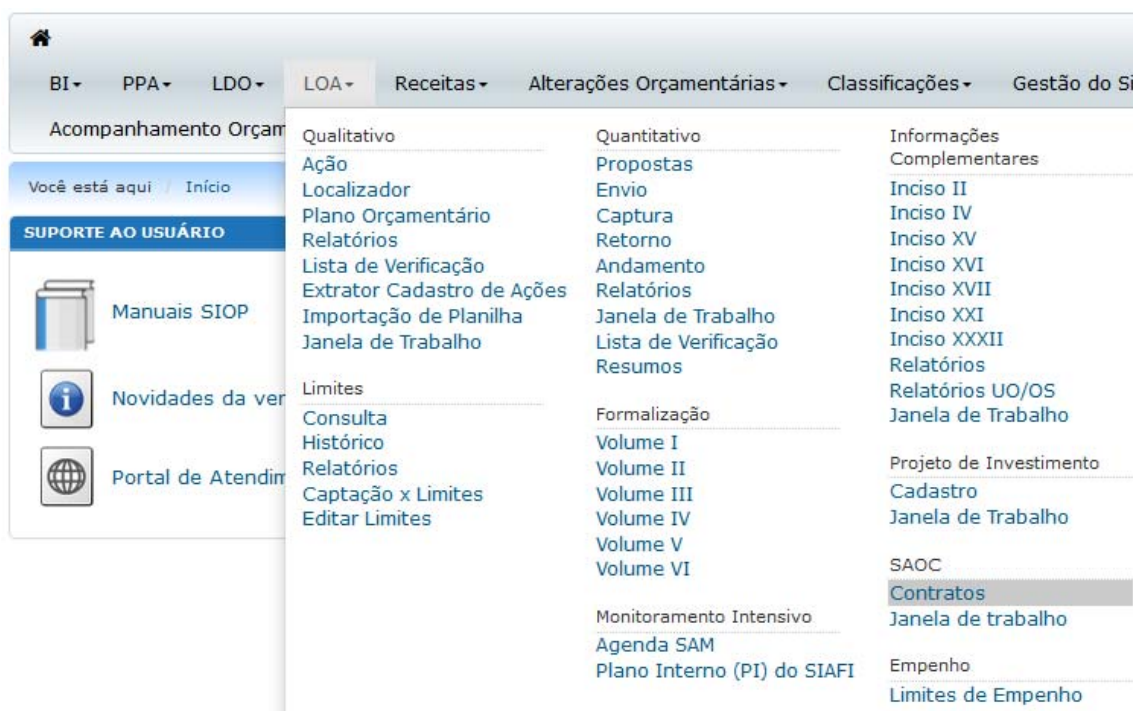 BI PPA LDO LOA Receitas Alterações Orçamentárias Classificações Gestão do
Acompanhamento
Você está aqui / Início
SUPORTE AO USUÁRIO
Manuais SIOP
Novidades da
Portal de
Qualitativo
Ação
Localizador
Plano Orçamentário
Relatórios
Lista de Verificação
Extrator Cadastro de Ações
Importação de Planilha
Janela de Trabalho
Limites
Consulta
Histórico
Relatórios
Captação x Limites
Editar Limites
Quantitativo
Propostas
Envio
Captura
Retorno
Andamento
Relatórios
Janela de Trabalho
Lista de Verificação
Resumos
Formalização
Volume I
Volume II
Volume III
Volume IV
Volume V
Volume VI
Monitoramento Intensivo
Agenda SAM
Plano Interno (PI) do SIAFI
Informações
Complementares
Inciso II
Inciso IV
Inciso XV
Inciso XVI
Inciso XVII
Inciso XXI
Inciso XXXII
Relatórios
Relatórios UO/OS
Janela de Trabalho
Projeto de Investimento
Cadastro
Janela de Trabalho
SAOC
Contratos
Janela de trabalho
Empenho
Limites de Empenho